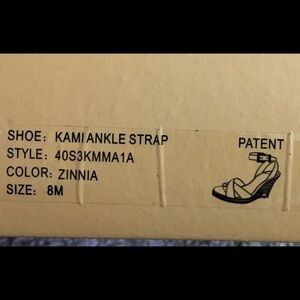 SHOE: KAMI ANKLE STRAP PATENT
STYLE: 40S3KMMA1A
COLOR: ZINNIA
SIZE: 8M